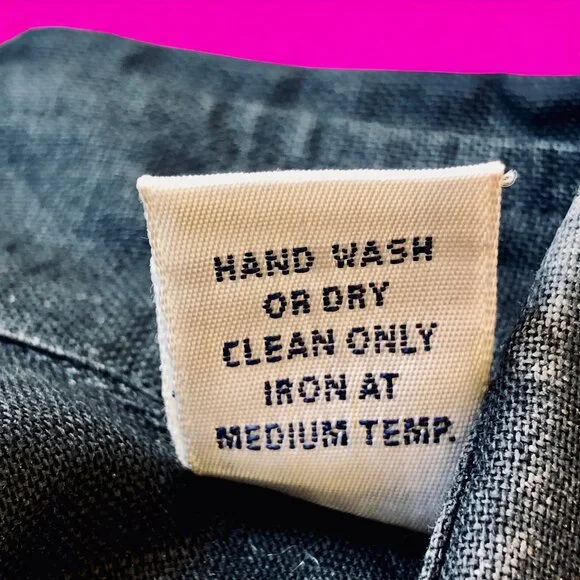 HAND WASH
OR DRY
CLEAN ONLY
IRON AT
MEDIUM TEMP.